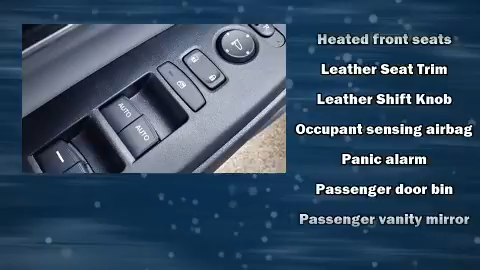 Heated front seats
Leather Seat Trim
Leather Shift Knob
Occupant sensing airbag
Panic alarm
Passenger door bin
Passenger vanity mirror
AUTO
AUTO